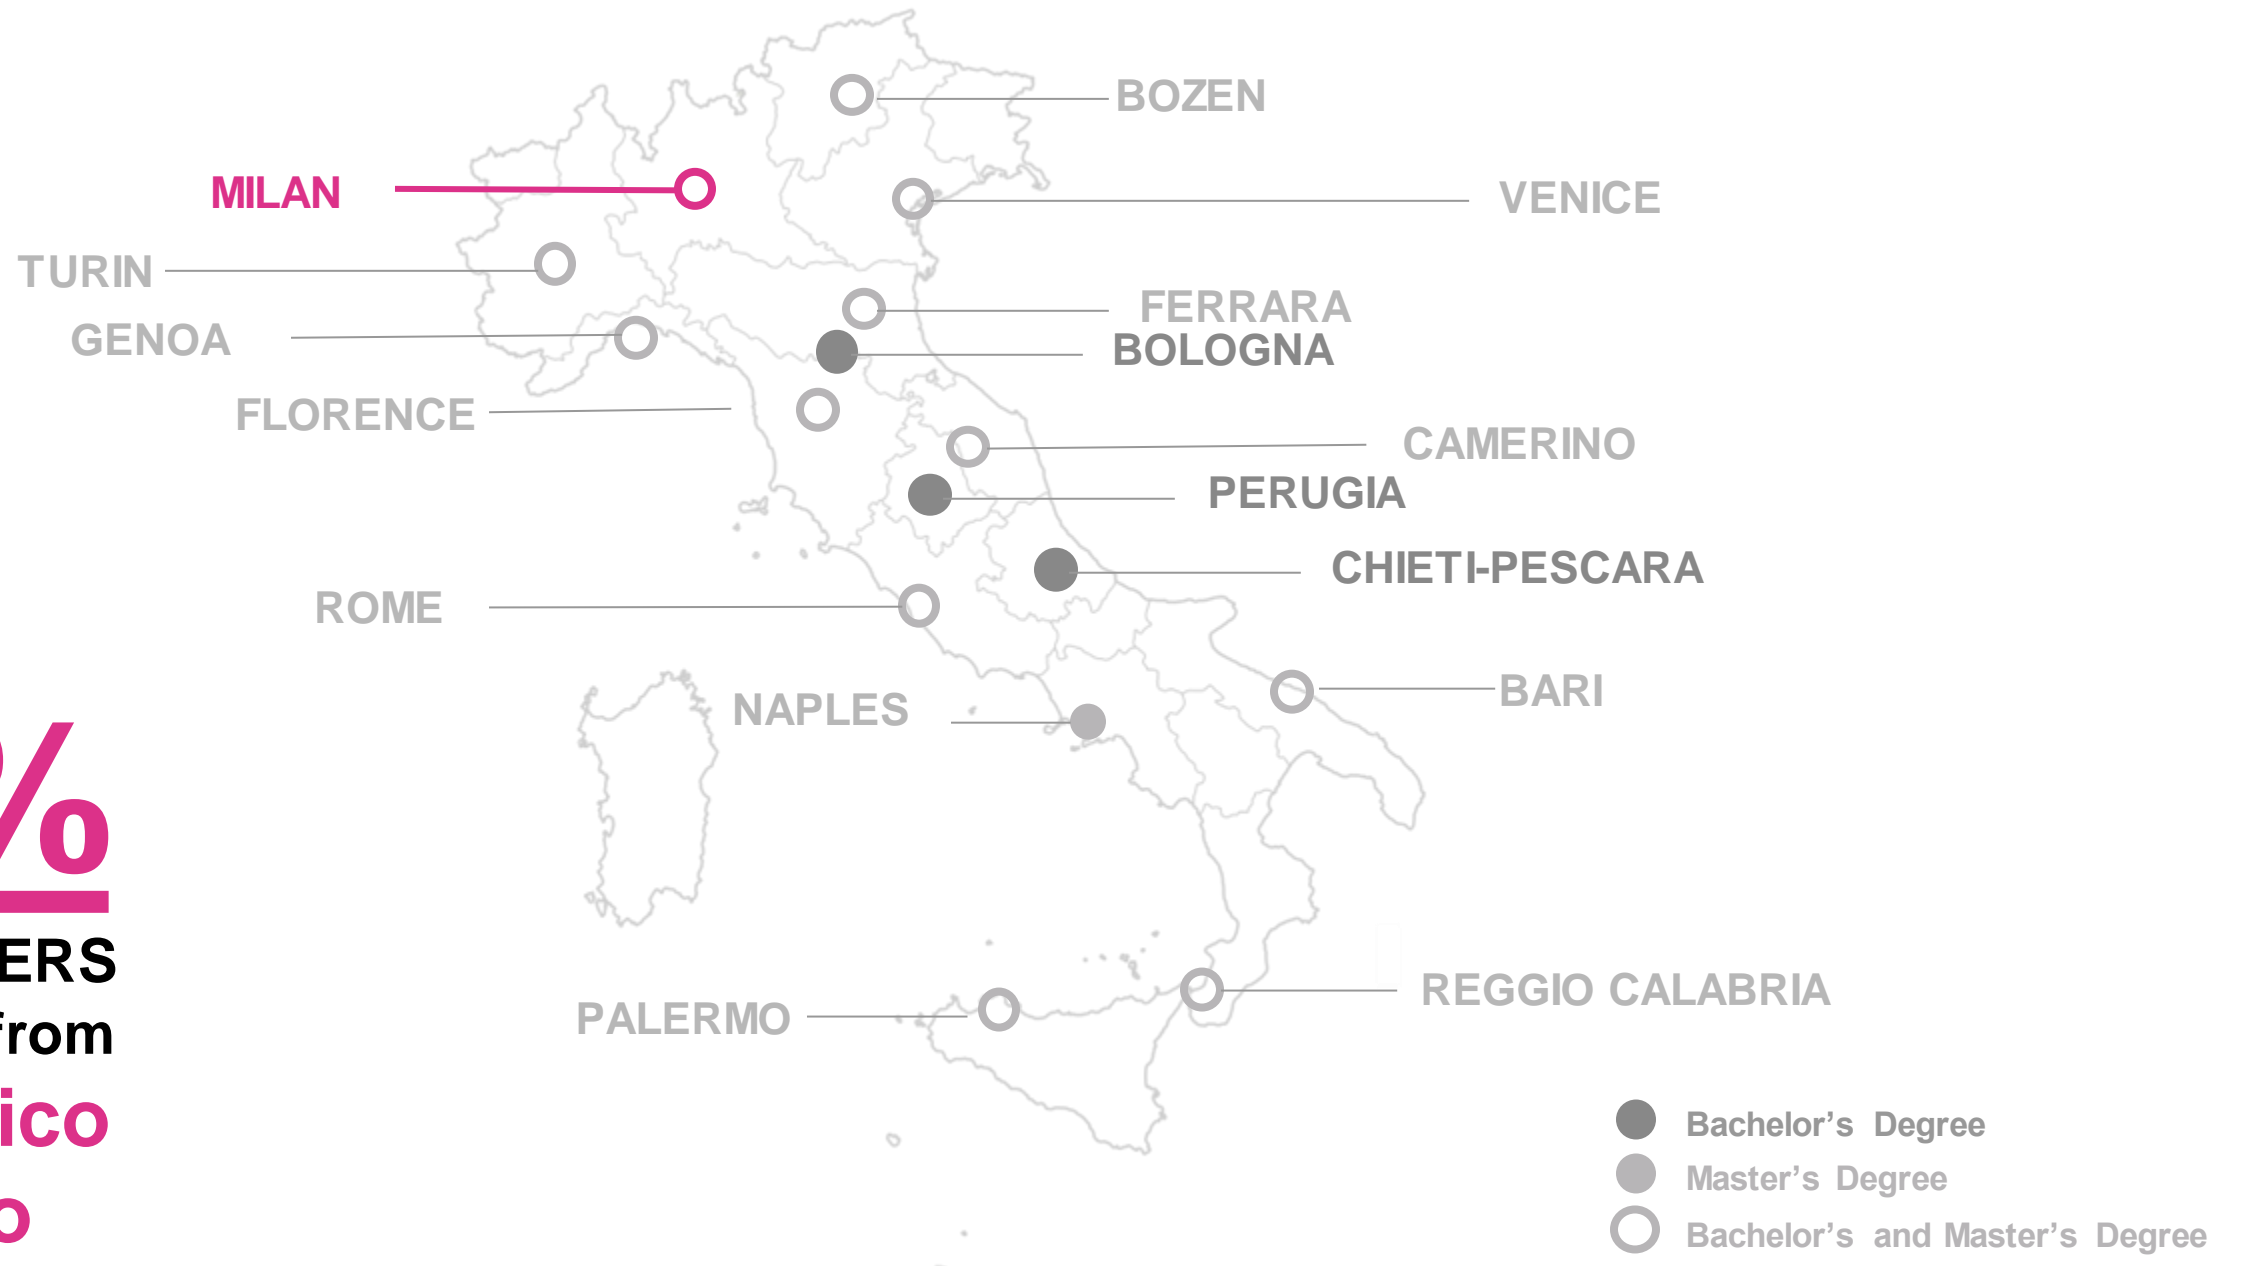 BOZEN
MILAN
VENICE
TURIN
FERRARA
GENOA
BOLOGNA
FLORENCE
CAMERINO
PERUGIA
CHIETI-PESCARA
ROME
BARI
NAPLES
%
ERS
from
ico
o
REGGIO CALABRIA
PALERMO
Bachelor’s Degree
Master’s Degree
Bachelor’s and Master’s Degree